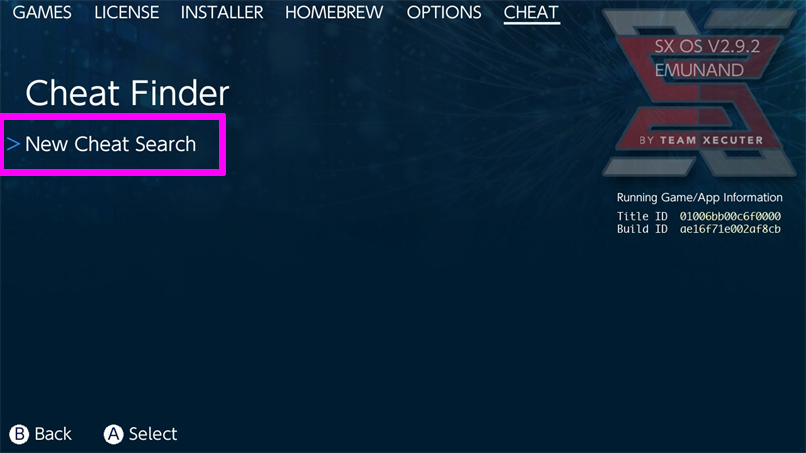 GAMES LICENSE INSTALLER HOMEBREW OPTIONS CHEAT
SX OS V2.9.2
EMUNAND
Cheat Finder
> New Cheat Search
BY TEAM XECUTER
Running Game/App Information
Title ID 01006bb00c6f0000
Build ID ae16f71e002af8cb
B Back A Select